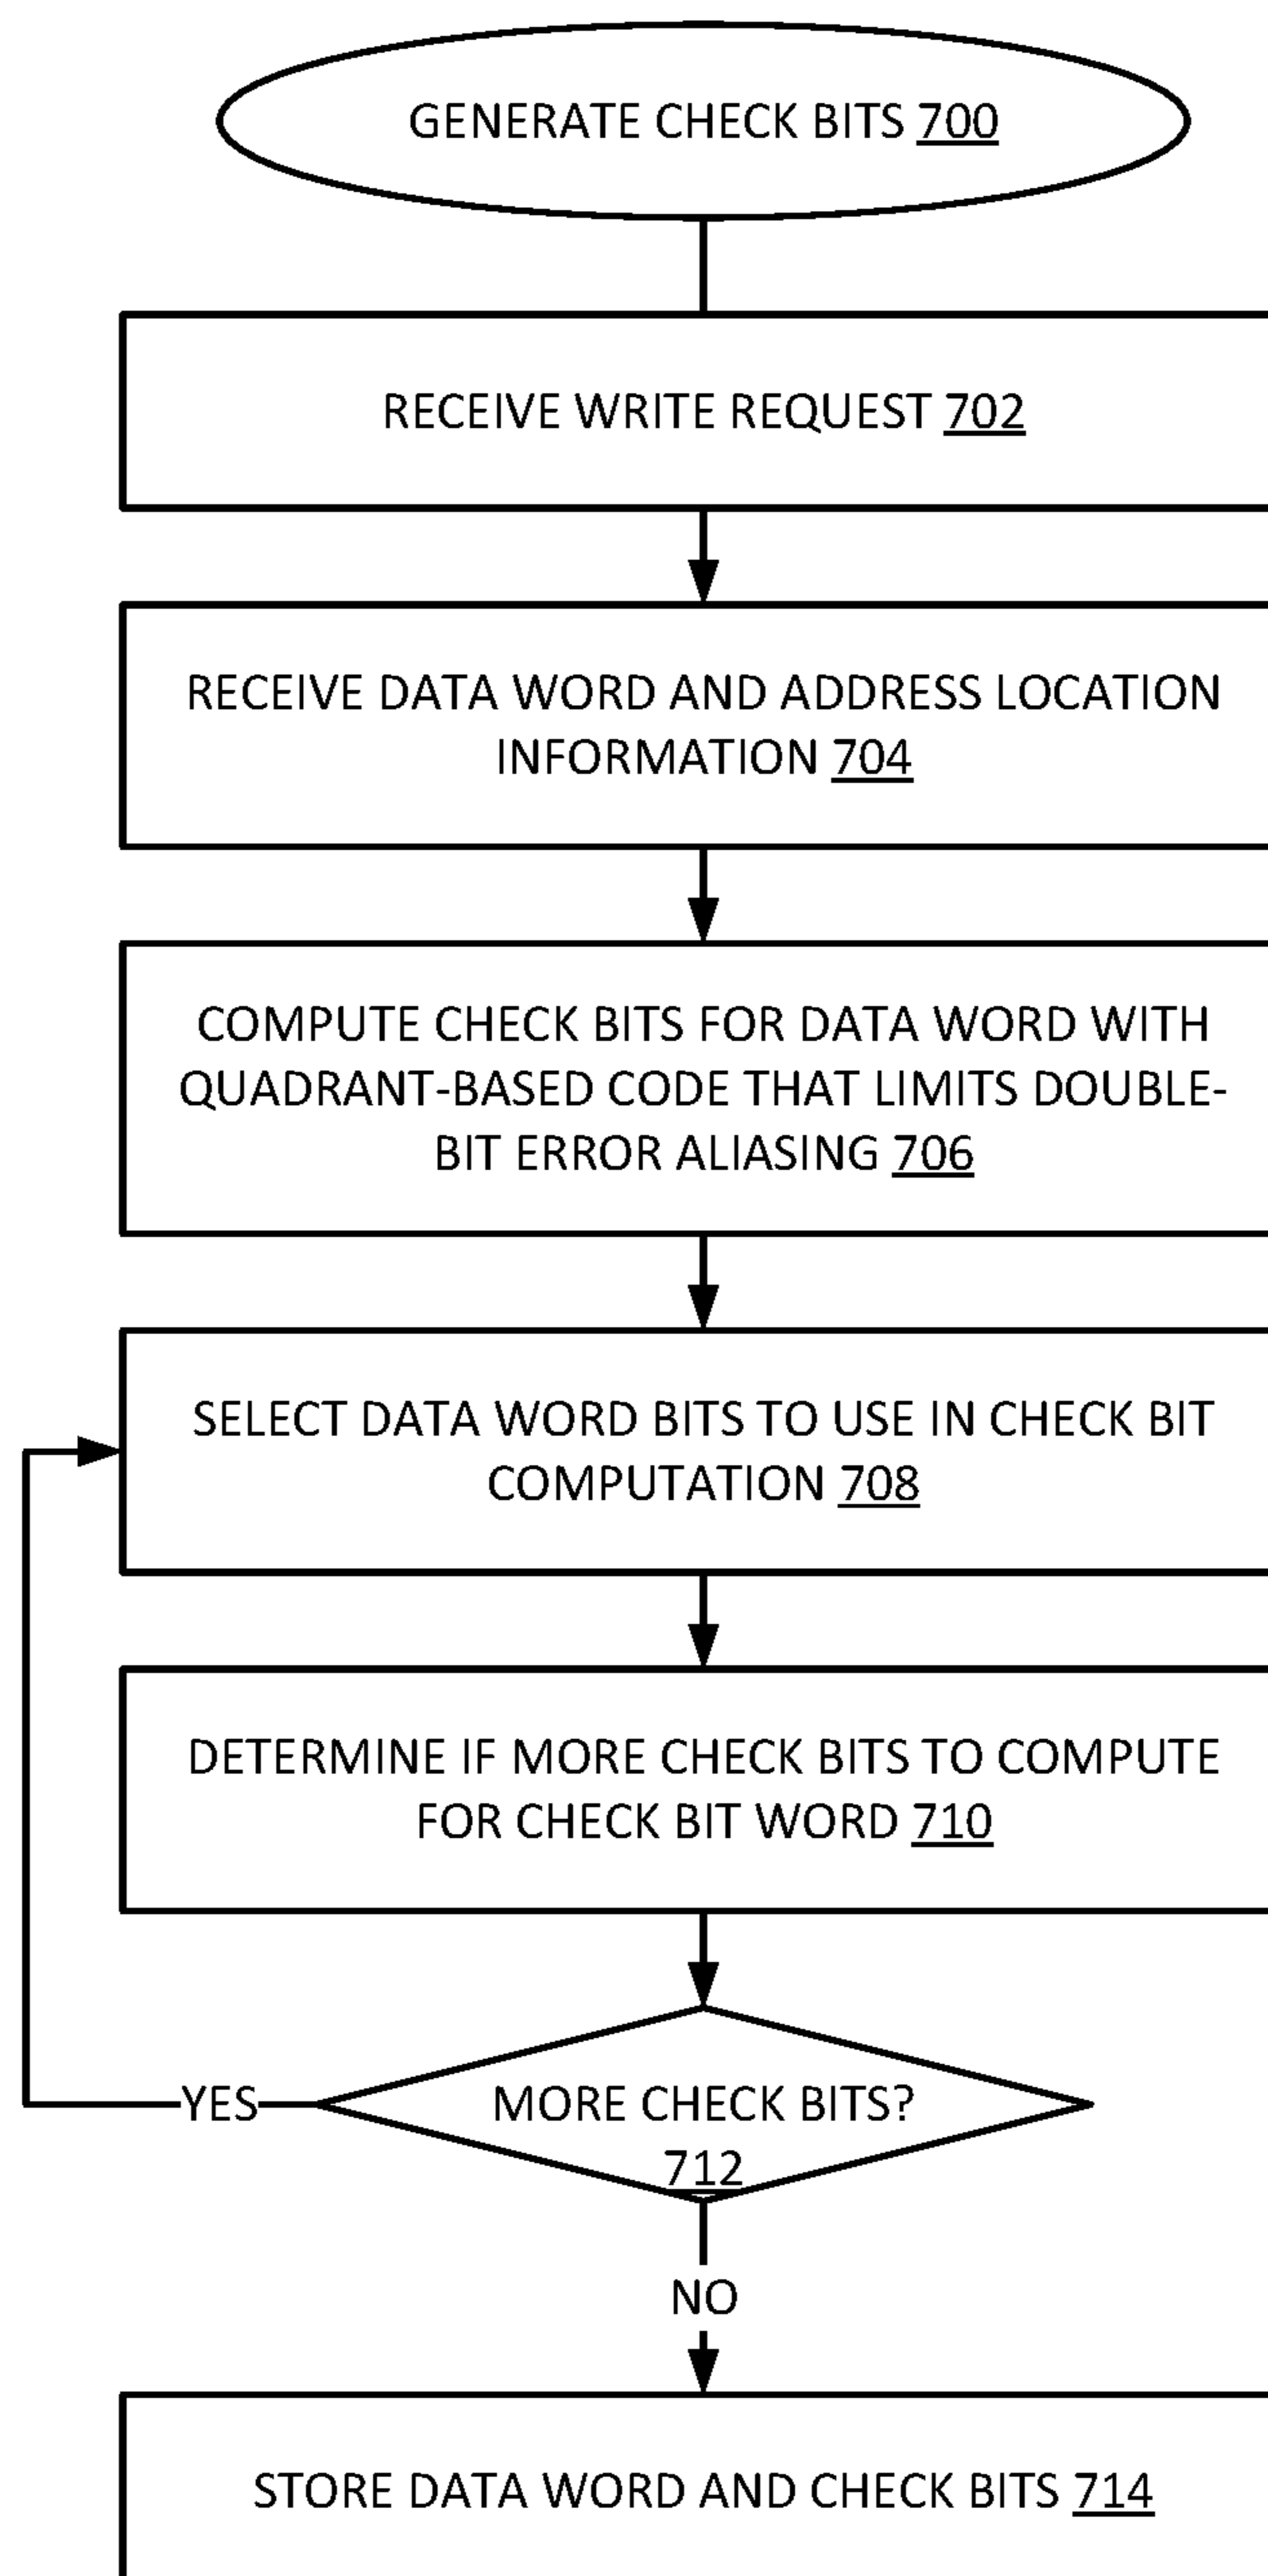 GENERATE CHECK BITS 700
RECEIVE WRITE REQUEST 702
RECEIVE DATA WORD AND ADDRESS LOCATION
INFORMATION 704
COMPUTE CHECK BITS FOR DATA WORD WITH
QUADRANT-BASED CODE THAT LIMITS DOUBLE-
BIT ERROR ALIASING 706
SELECT DATA WORD BITS TO USE IN CHECK BIT
COMPUTATION 708
DETERMINE IF MORE CHECK BITS TO COMPUTE
FOR CHECK BIT WORD 710
YES
MORE CHECK BITS?
712
NO
STORE DATA WORD AND CHECK BITS 714